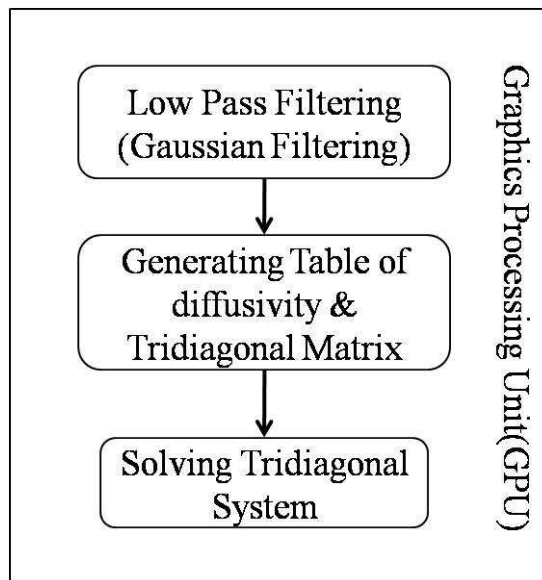 Low Pass Filtering
(Gaussian Filtering)
Generating Table of
diffusivity &
Tridiagonal Matrix
Solving Tridiagonal
System
Graphics Processing Unit(GPU)